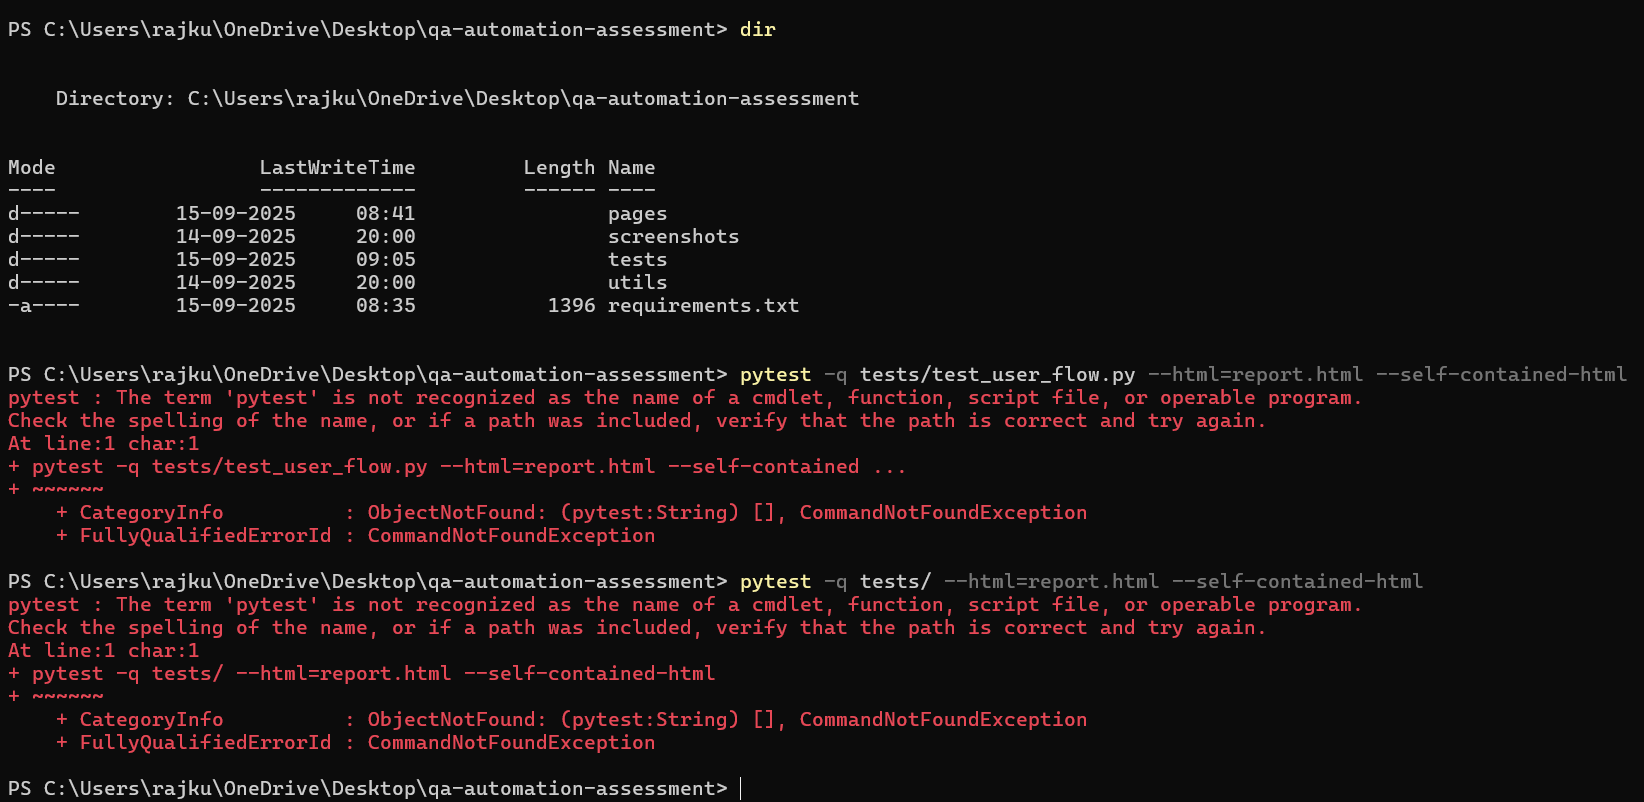 PS C:\Users\rajku\OneDrive\Desktop\qa-automation-assessment> dir
Directory: C:\Users\rajku\OneDrive\Desktop\qa-automation-assessment
Mode                 LastWriteTime         Length Name
----                 -------------         ------ ----
d-----        15-09-2025     08:41                pages
d-----        14-09-2025     20:00                screenshots
d-----        15-09-2025     09:05                tests
d-----        14-09-2025     20:00                utils
-a----        15-09-2025     08:35           1396 requirements.txt
PS C:\Users\rajku\OneDrive\Desktop\qa-automation-assessment> pytest -q tests/test_user_flow.py --html=report.html --self-contained-html
pytest : The term 'pytest' is not recognized as the name of a cmdlet, function, script file, or operable program.
Check the spelling of the name, or if a path was included, verify that the path is correct and try again.
At line:1 char:1
+ pytest -q tests/test_user_flow.py --html=report.html --self-contained ...
+ ~~~~~~
    + CategoryInfo          : ObjectNotFound: (pytest:String) [], CommandNotFoundException
    + FullyQualifiedErrorId : CommandNotFoundException
PS C:\Users\rajku\OneDrive\Desktop\qa-automation-assessment> pytest -q tests/ --html=report.html --self-contained-html
pytest : The term 'pytest' is not recognized as the name of a cmdlet, function, script file, or operable program.
Check the spelling of the name, or if a path was included, verify that the path is correct and try again.
At line:1 char:1
+ pytest -q tests/ --html=report.html --self-contained-html
+ ~~~~~~
    + CategoryInfo          : ObjectNotFound: (pytest:String) [], CommandNotFoundException
    + FullyQualifiedErrorId : CommandNotFoundException
PS C:\Users\rajku\OneDrive\Desktop\qa-automation-assessment>